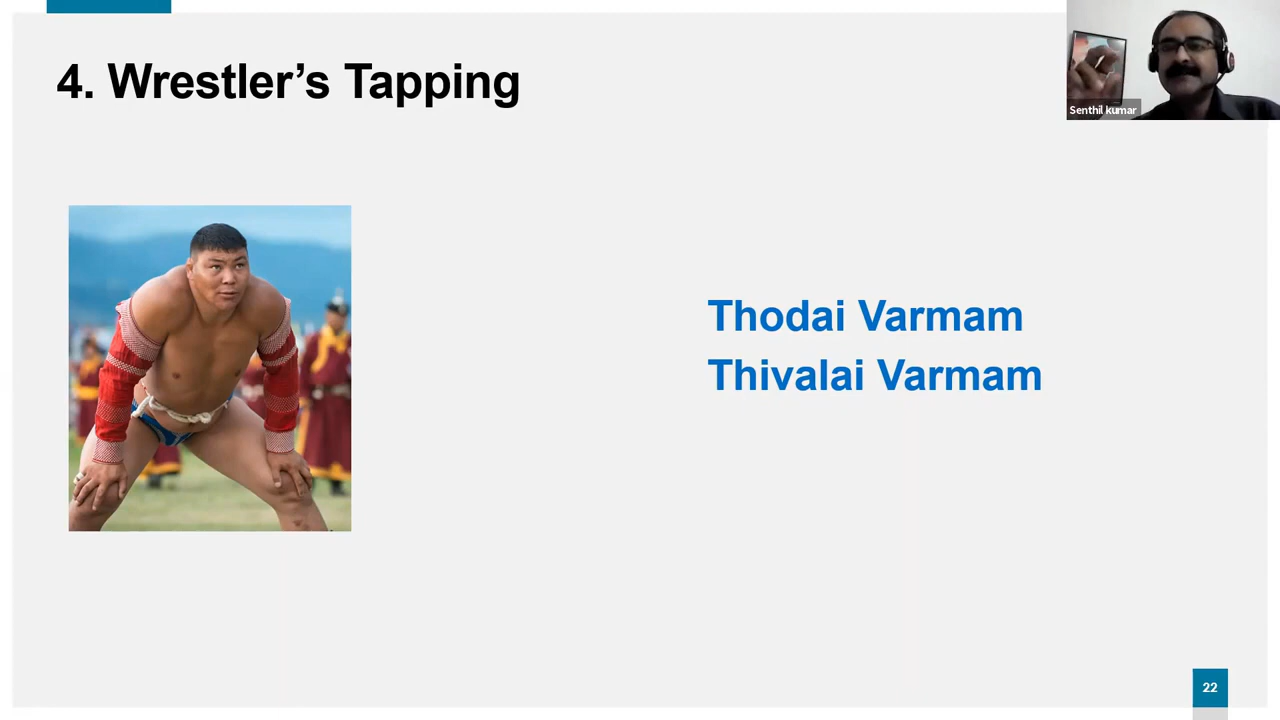 4. Wrestler’s Tapping
Senthil kumar
Thodai Varmam
Thivalai Varmam
22